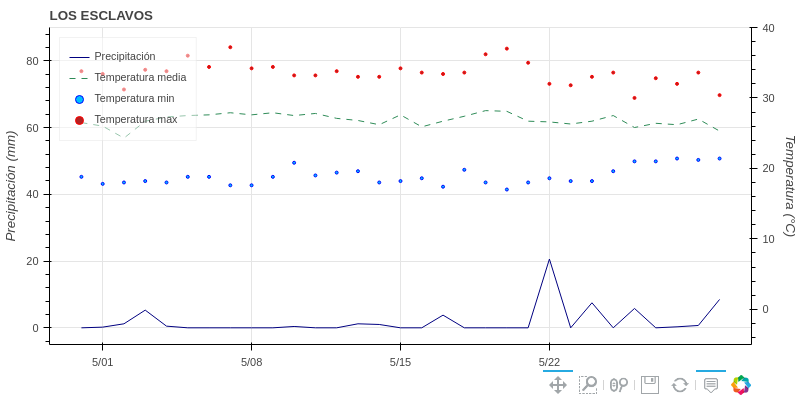 LOS ESCLAVOS
Precipitación
Temperatura media
Temperatura min
Temperatura max
Precipitación (mm)
80
60
40
20
0
Temperatura (°C)
40
30
20
10
0
5/01
5/08
5/15
5/22